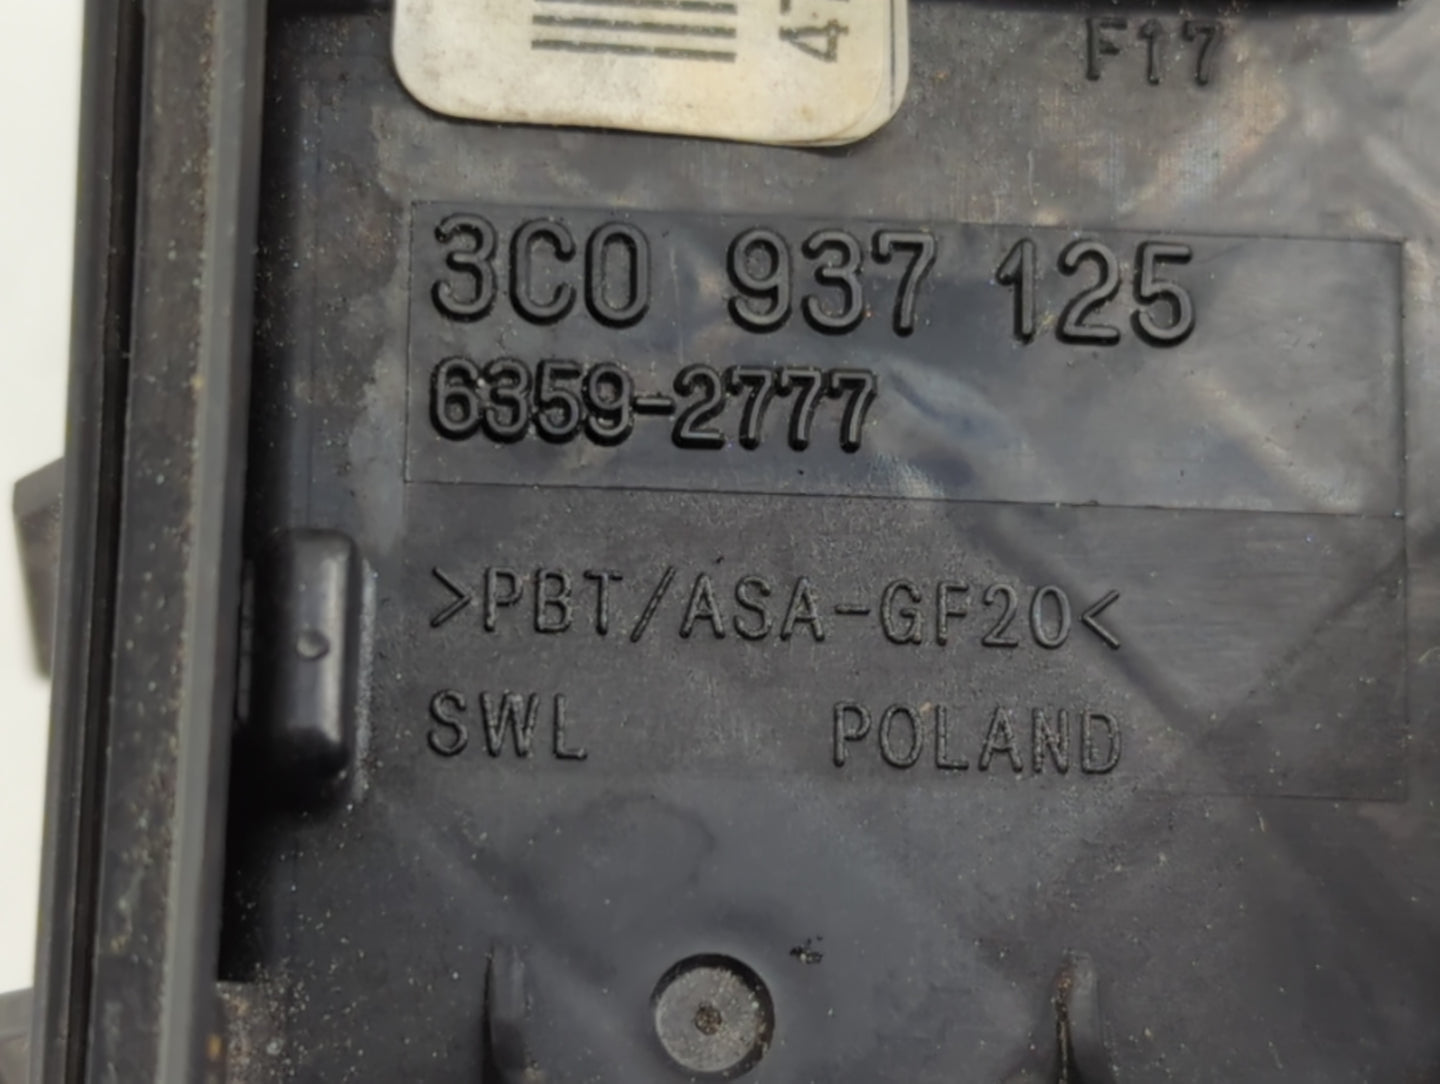 F17
3C0 937 125
6359-2777
>PBT/ASA-GF20<
SWL POLAND